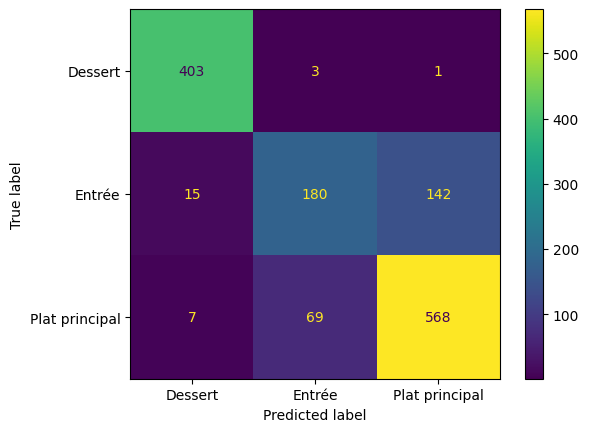 Dessert 403 3 1
Entrée 15 180 142
Plat principal 7 69 568
Dessert Entrée Plat principal
Predicted label
True label
500
400
300
200
100